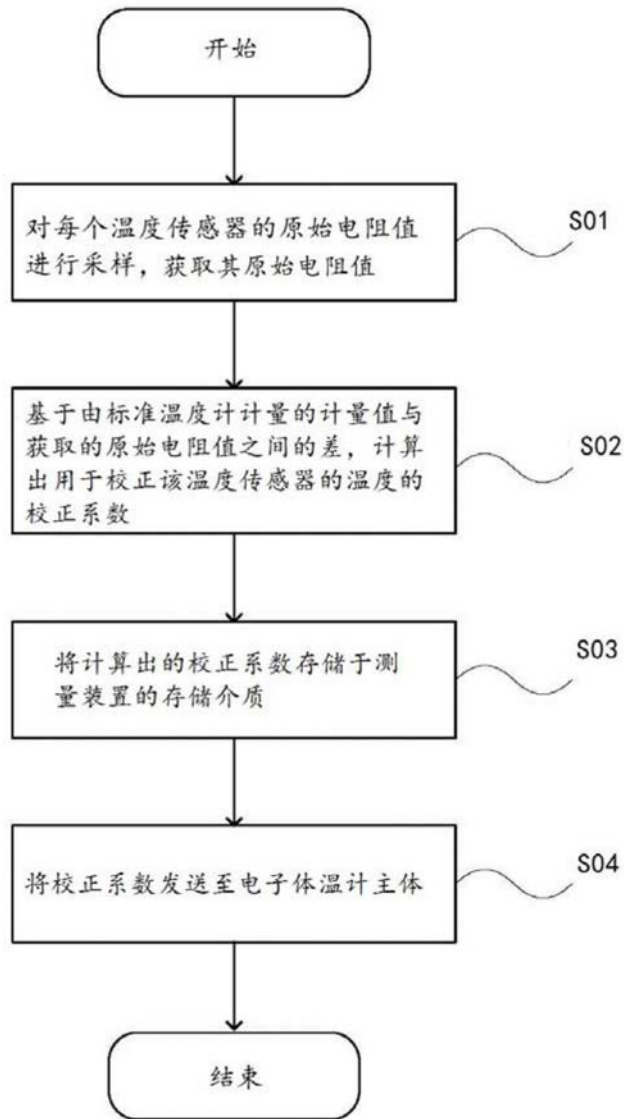 开始
对每个温度传感器的原始电阻值
进行采样，获取其原始电阻值
S01
基于由标准温度计计量的计量值与
获取的原始电阻值之间的差，计算
出用于校正该温度传感器的温度的
校正系数
S02
将计算出的校正系数存储于测
量装置的存储介质
S03
将校正系数发送至电子体温计主体
S04
结束